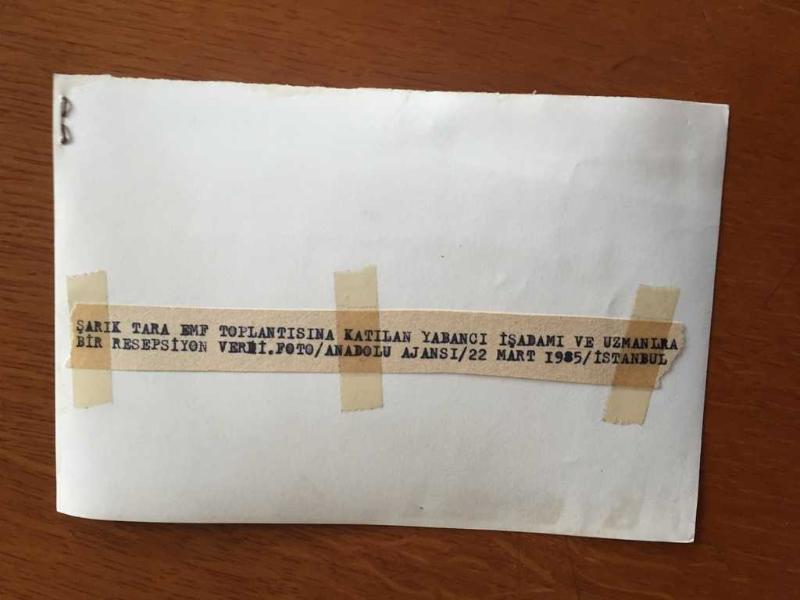 ŞARIK TARA EMF TOPLANTISINA KATILAN YABANCI İŞADAMI VE UZMANLRA
BİR RESEPSİYON VERDİ.FOTO/ANADOLU AJANSI/22 MART 1985/İSTANBUL